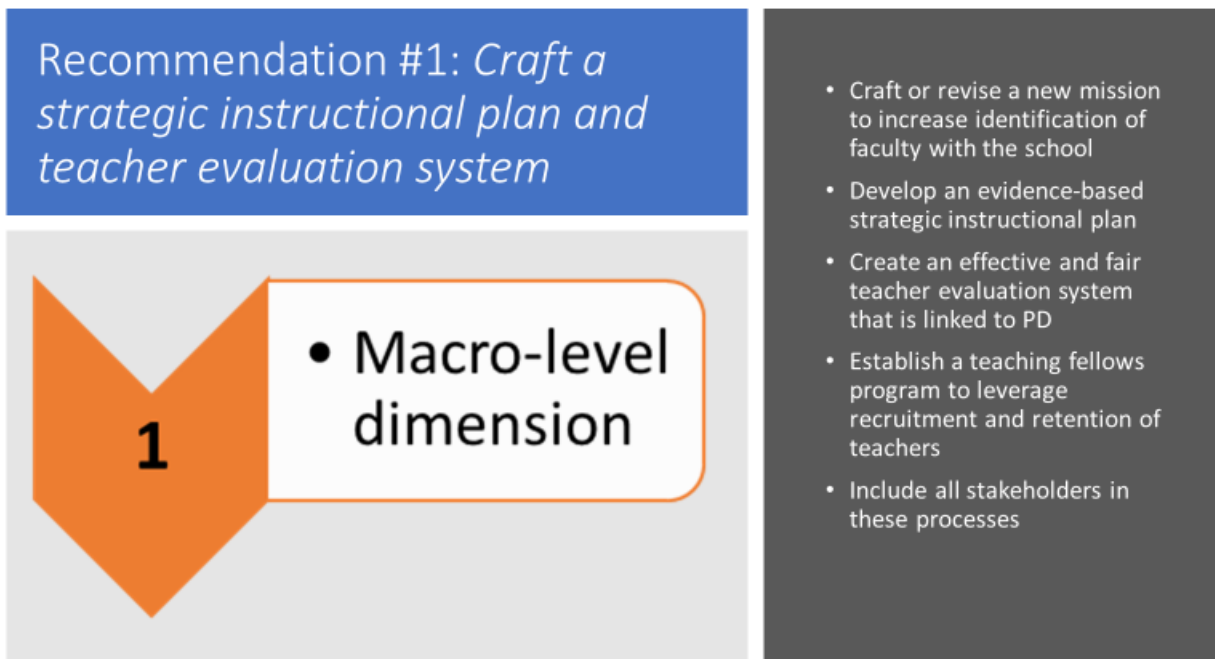 Recommendation #1: Craft a
strategic instructional plan and
teacher evaluation system
1
• Macro-level
dimension
• Craft or revise a new mission
to increase identification of
faculty with the school
• Develop an evidence-based
strategic instructional plan
• Create an effective and fair
teacher evaluation system
that is linked to PD
• Establish a teaching fellows
program to leverage
recruitment and retention of
teachers
• Include all stakeholders in
these processes